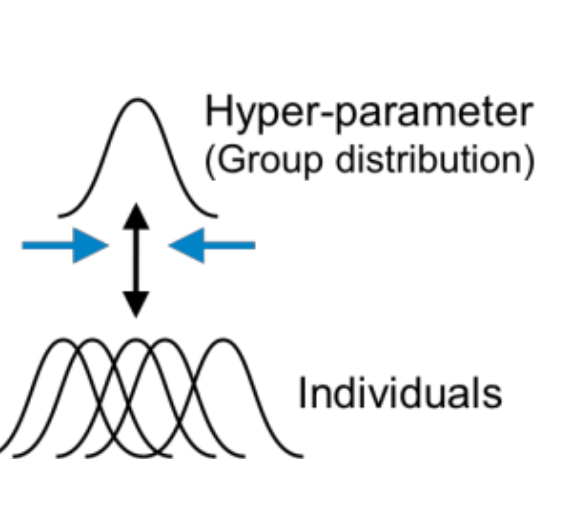 Hyper-parameter
(Group distribution)
Individuals